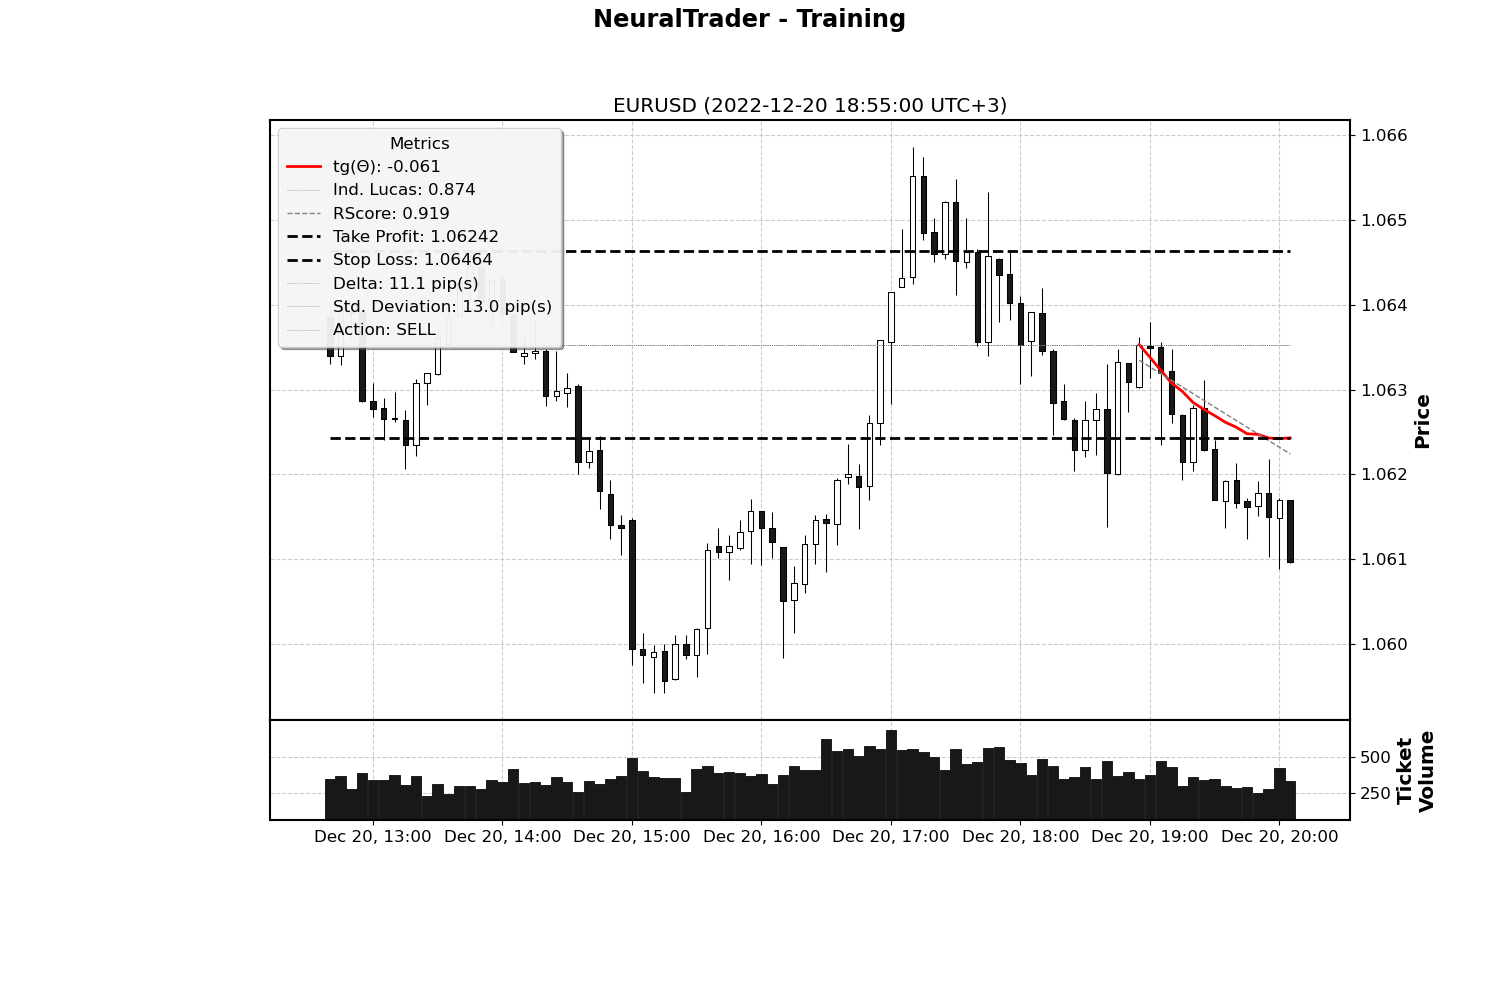 NeuralTrader - Training
EURUSD (2022-12-20 18:55:00 UTC+3)
Metrics
tg(Θ): -0.061
Ind. Lucas: 0.874
RScore: 0.919
Take Profit: 1.06242
Stop Loss: 1.06464
Delta: 11.1 pip(s)
Std. Deviation: 13.0 pip(s)
Action: SELL
1.066
1.065
1.064
1.063
1.062
1.061
1.060
Price
500
250
Ticket
Volume
Dec 20, 13:00 Dec 20, 14:00 Dec 20, 15:00 Dec 20, 16:00 Dec 20, 17:00 Dec 20, 18:00 Dec 20, 19:00 Dec 20, 20:00